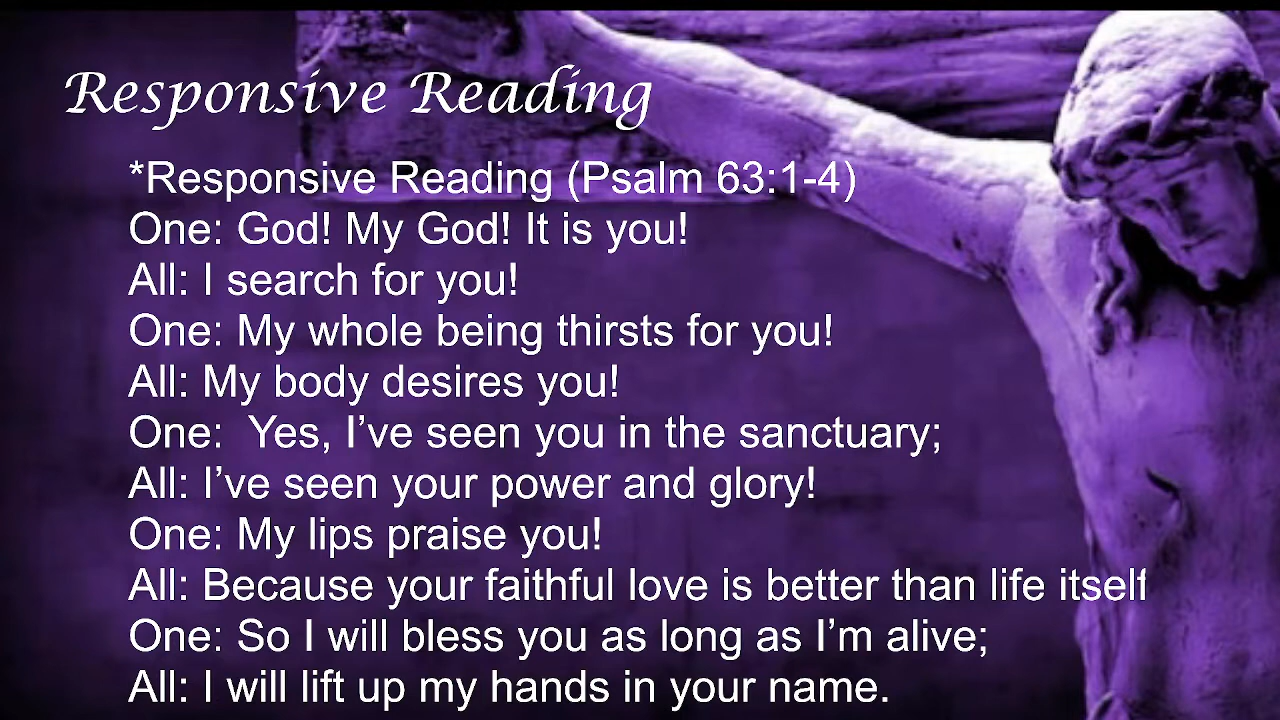 Responsive Reading
*Responsive Reading (Psalm 63:1-4)
One: God! My God! It is you!
All: I search for you!
One: My whole being thirsts for you!
All: My body desires you!
One:  Yes, I’ve seen you in the sanctuary;
All: I’ve seen your power and glory!
One: My lips praise you!
All: Because your faithful love is better than life itself
One: So I will bless you as long as I’m alive;
All: I will lift up my hands in your name.